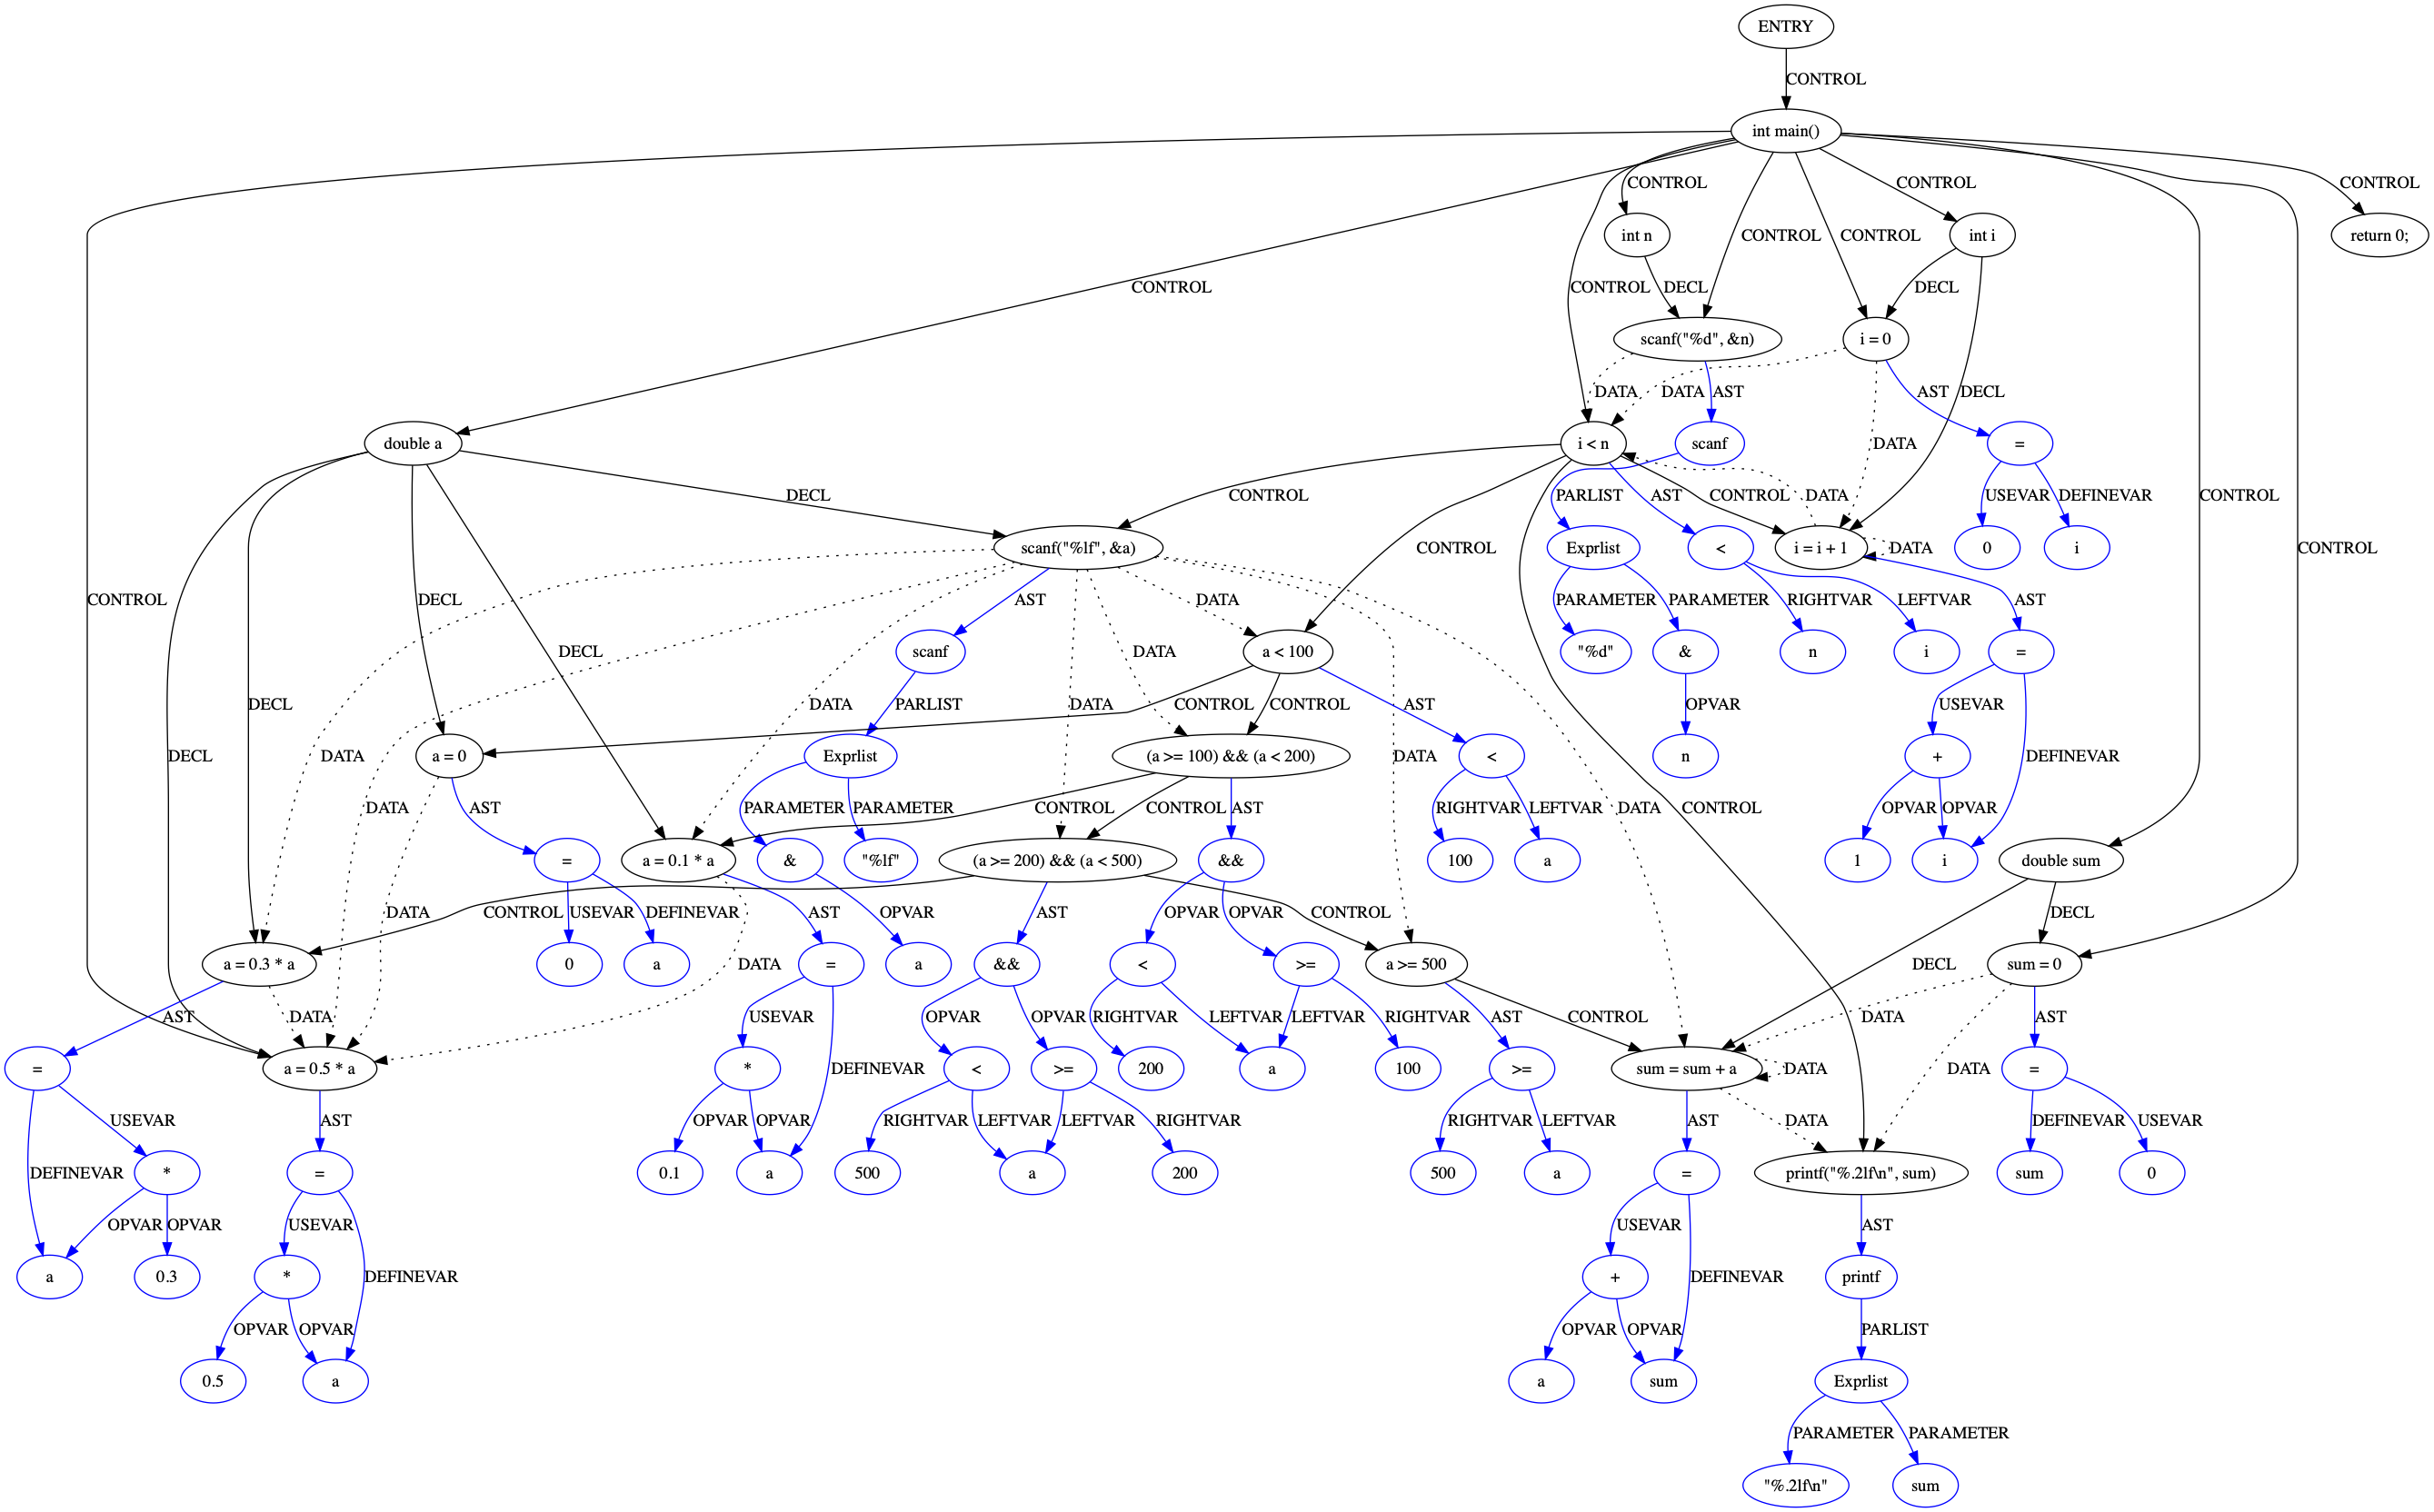 ENTRY
CONTROL
int main()
CONTROL
CONTROL
int n
CONTROL
CONTROL
int i
return 0;
CONTROL
CONTROL
DECL
DECL
scanf("%d", &n)
i = 0
DATA
AST
DATA
AST
DECL
double a
i < n
scanf
DATA
=
DECL
CONTROL
PARLIST
AST
CONTROL
DATA
USEVAR
DEFINEVAR
CONTROL
scanf("%lf", &a)
CONTROL
Exprlist
<
i = i + 1
DATA
0
i
CONTROL
CONTROL
DECL
AST
DATA
PARAMETER
PARAMETER
RIGHTVAR
LEFTVAR
AST
DECL
scanf
DATA
a < 100
"%d"
&
n
i
=
DECL
DATA
PARLIST
DATA
CONTROL
CONTROL
AST
OPVAR
USEVAR
DECL
DATA
a = 0
Exprlist
(a >= 100) && (a < 200)
DATA
<
n
+
DEFINEVAR
DATA
AST
PARAMETER
PARAMETER
CONTROL
CONTROL
AST
RIGHTVAR
LEFTVAR
DATA
CONTROL
OPVAR
OPVAR
=
a = 0.1 * a
&
"%lf"
(a >= 200) && (a < 500)
&&
100
a
1
i
double sum
DATA
CONTROL
USEVAR
DEFINEVAR
AST
OPVAR
AST
OPVAR
OPVAR
CONTROL
DECL
a = 0.3 * a
0
a
DATA
=
a
&&
<
>=
a >= 500
DECL
sum = 0
AST
DATA
USEVAR
OPVAR
OPVAR
RIGHTVAR
LEFTVAR
LEFTVAR
RIGHTVAR
AST
CONTROL
DATA
AST
=
a = 0.5 * a
*
DEFINEVAR
<
>=
200
a
100
>=
sum = sum + a
DATA
DATA
=
USEVAR
AST
OPVAR
OPVAR
RIGHTVAR
LEFTVAR
LEFTVAR
RIGHTVAR
RIGHTVAR
LEFTVAR
AST
DATA
DEFINEVAR
USEVAR
DEFINEVAR
*
=
0.1
a
500
a
200
500
a
=
printf("%.2lf\n", sum)
sum
0
OPVAR
OPVAR
USEVAR
USEVAR
AST
a
0.3
*
DEFINEVAR
+
DEFINEVAR
printf
OPVAR
OPVAR
OPVAR
OPVAR
PARLIST
0.5
a
a
sum
Exprlist
PARAMETER
PARAMETER
"%.2lf\n"
sum